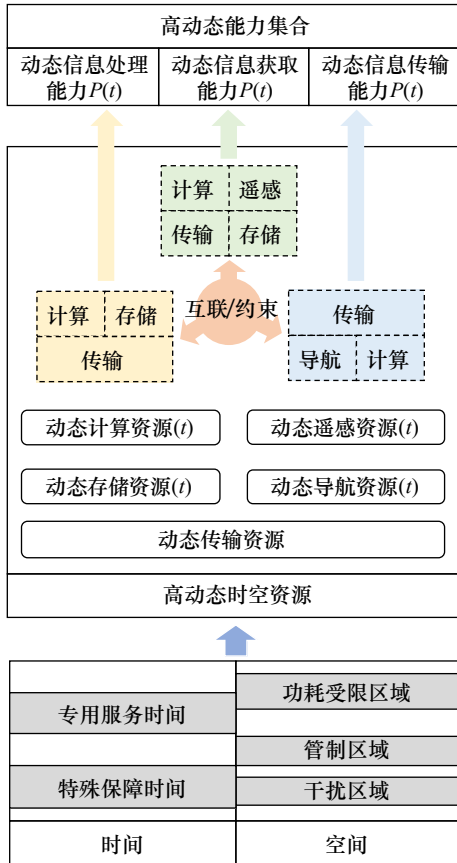 高动态能力集合
动态信息处理
能力P(t)
动态信息获取
能力P(t)
动态信息传输
能力P(t)
计算
遥感
传输
存储
互联/约束
计算
存储
传输
传输
导航
计算
动态计算资源(t)
动态遥感资源(t)
动态存储资源(t)
动态导航资源(t)
动态传输资源
高动态时空资源
专用服务时间
特殊保障时间
时间
功耗受限区域
管制区域
干扰区域
空间